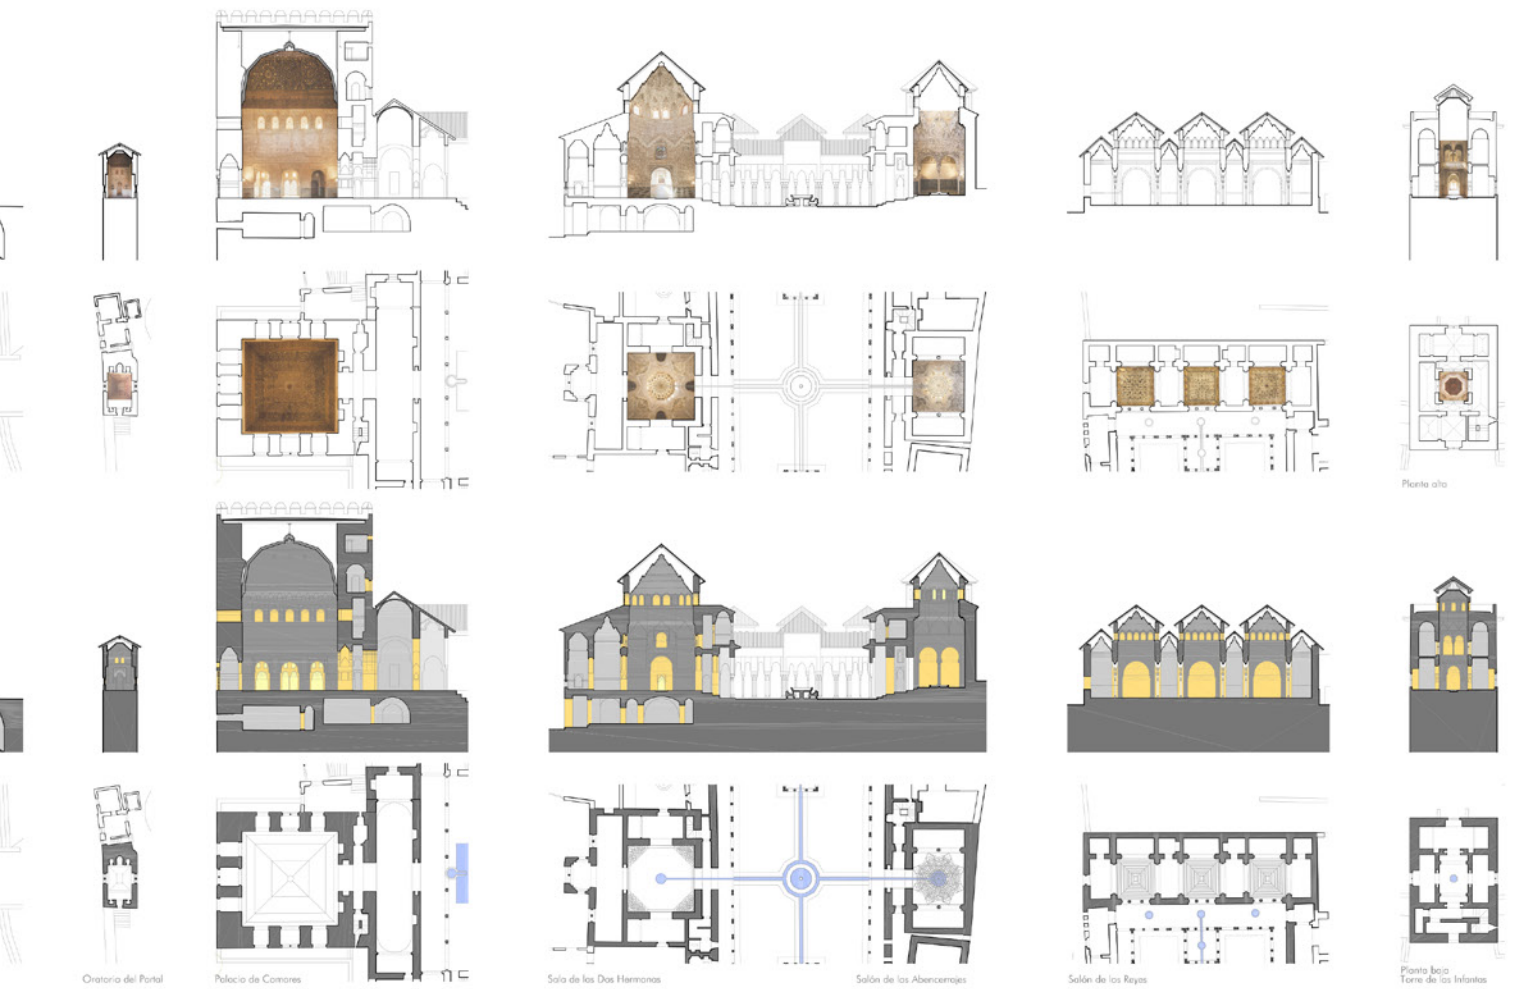 Planta alta
Oratorio del Partal
Palacio de Comares
Sala de las Dos Hermanas
Salón de los Abencerrajes
Salón de los Reyes
Planta baja
Torre de las Infantas